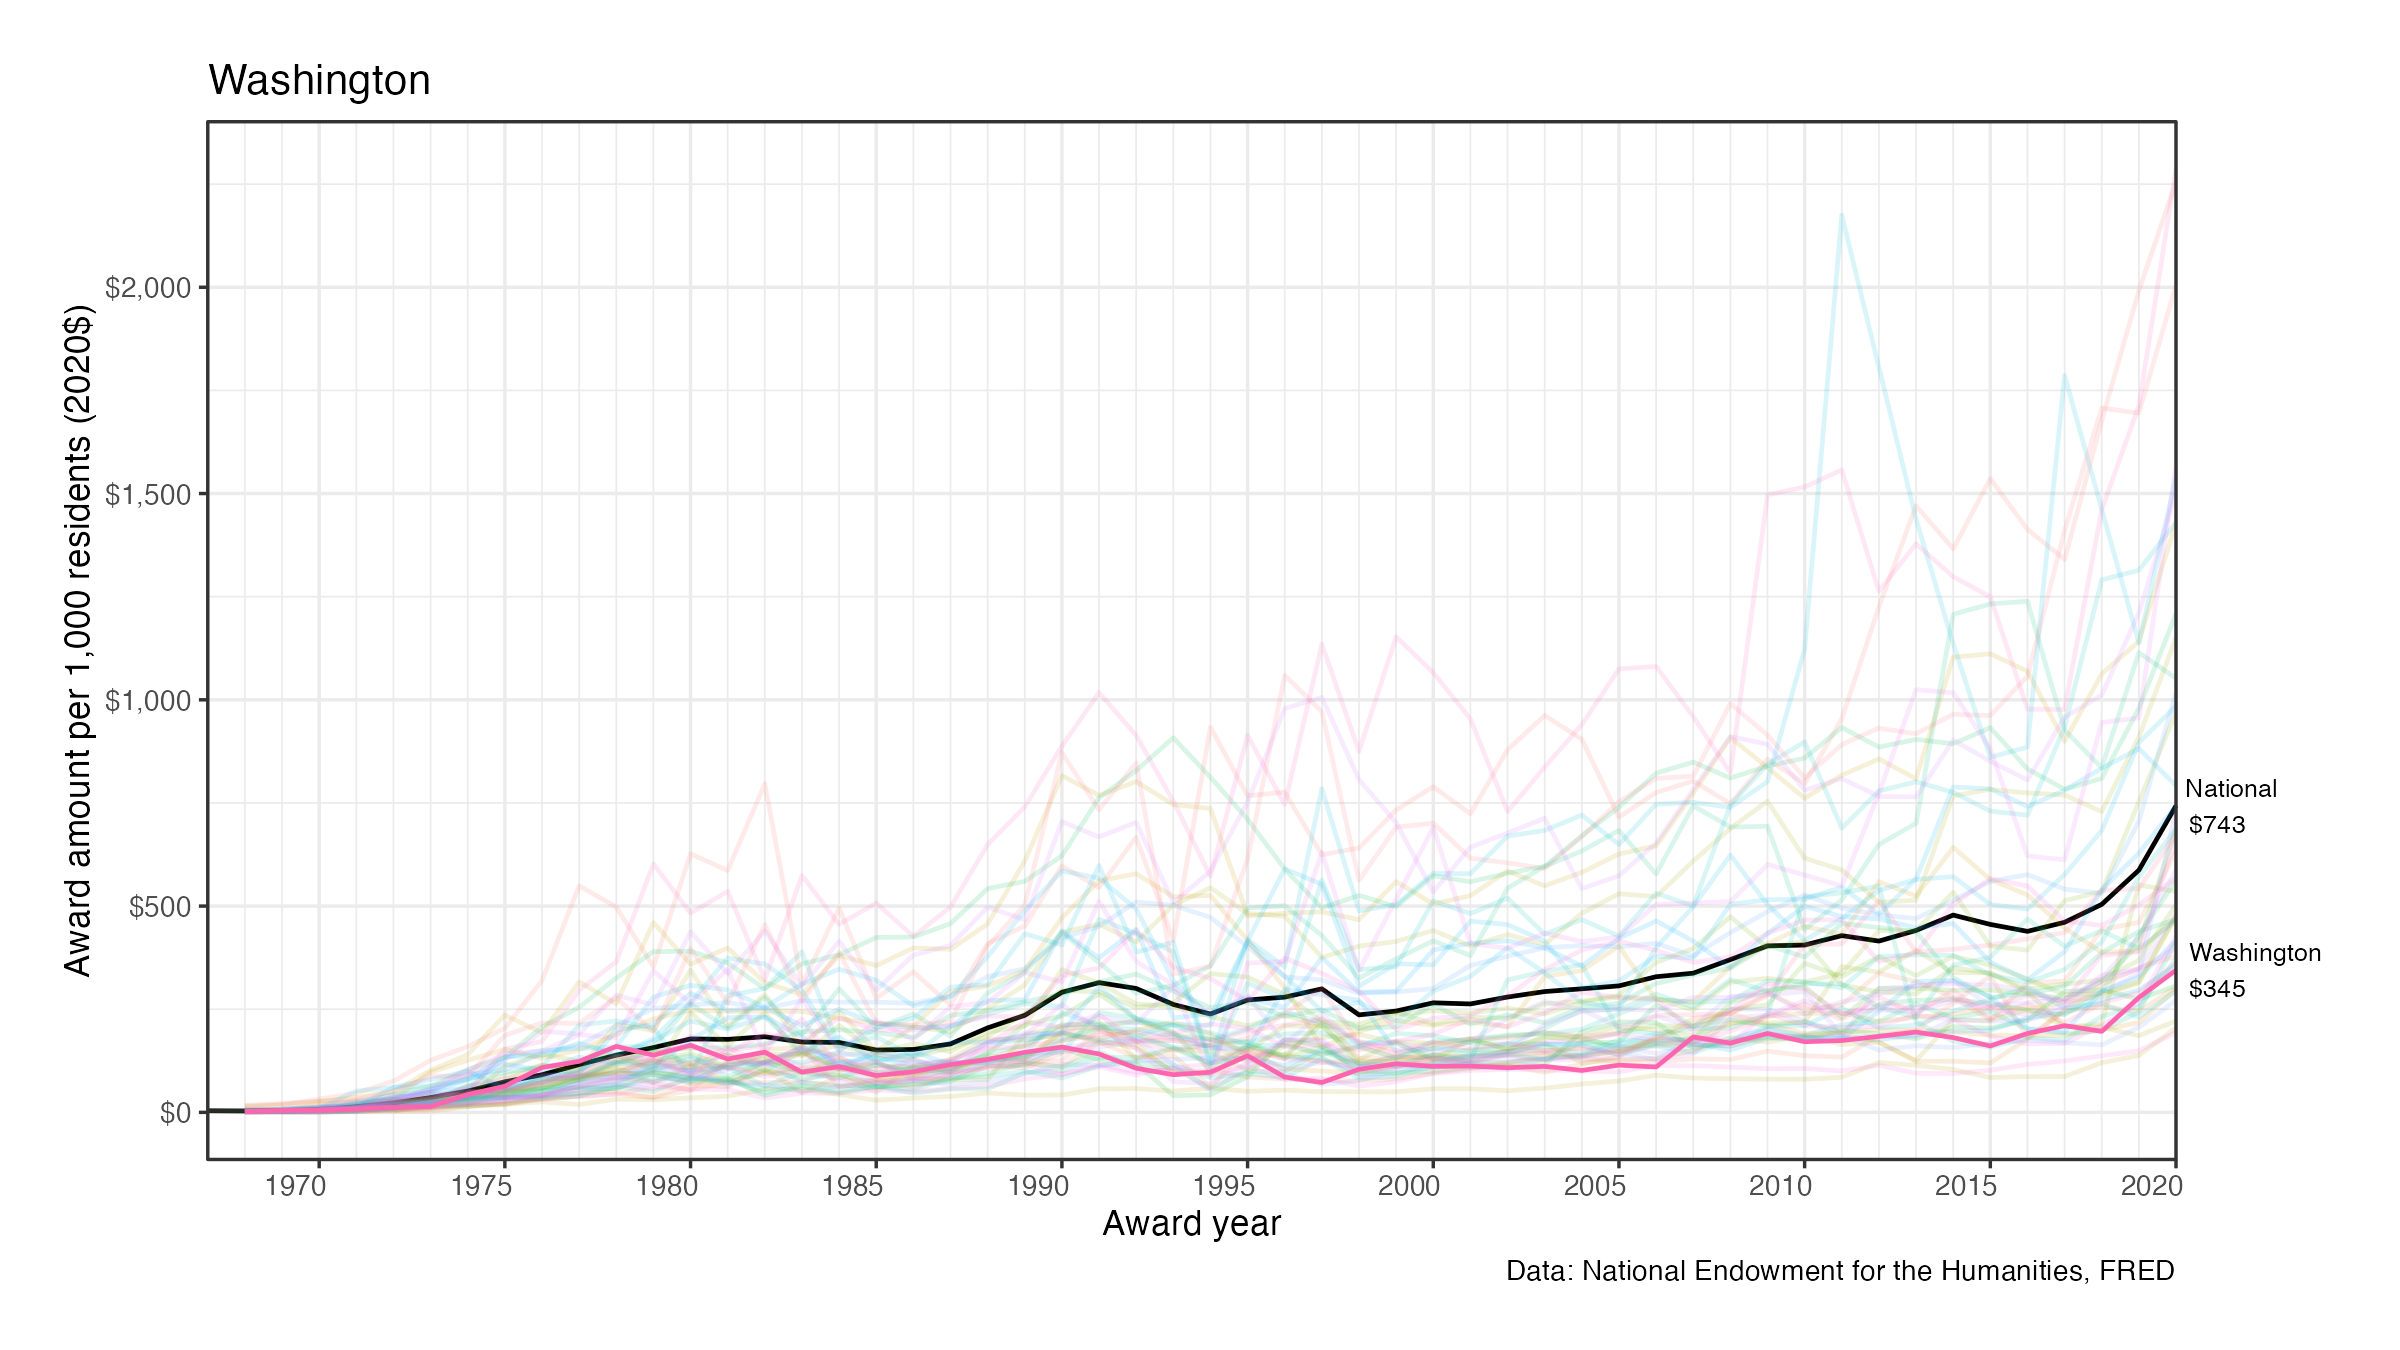 Washington
Award amount per 1,000 residents (2020$)
$2,000
$1,500
$1,000
$500
$0
National
$743
Washington
$345
1970 1975 1980 1985 1990 1995 2000 2005 2010 2015 2020
Award year
Data: National Endowment for the Humanities, FRED